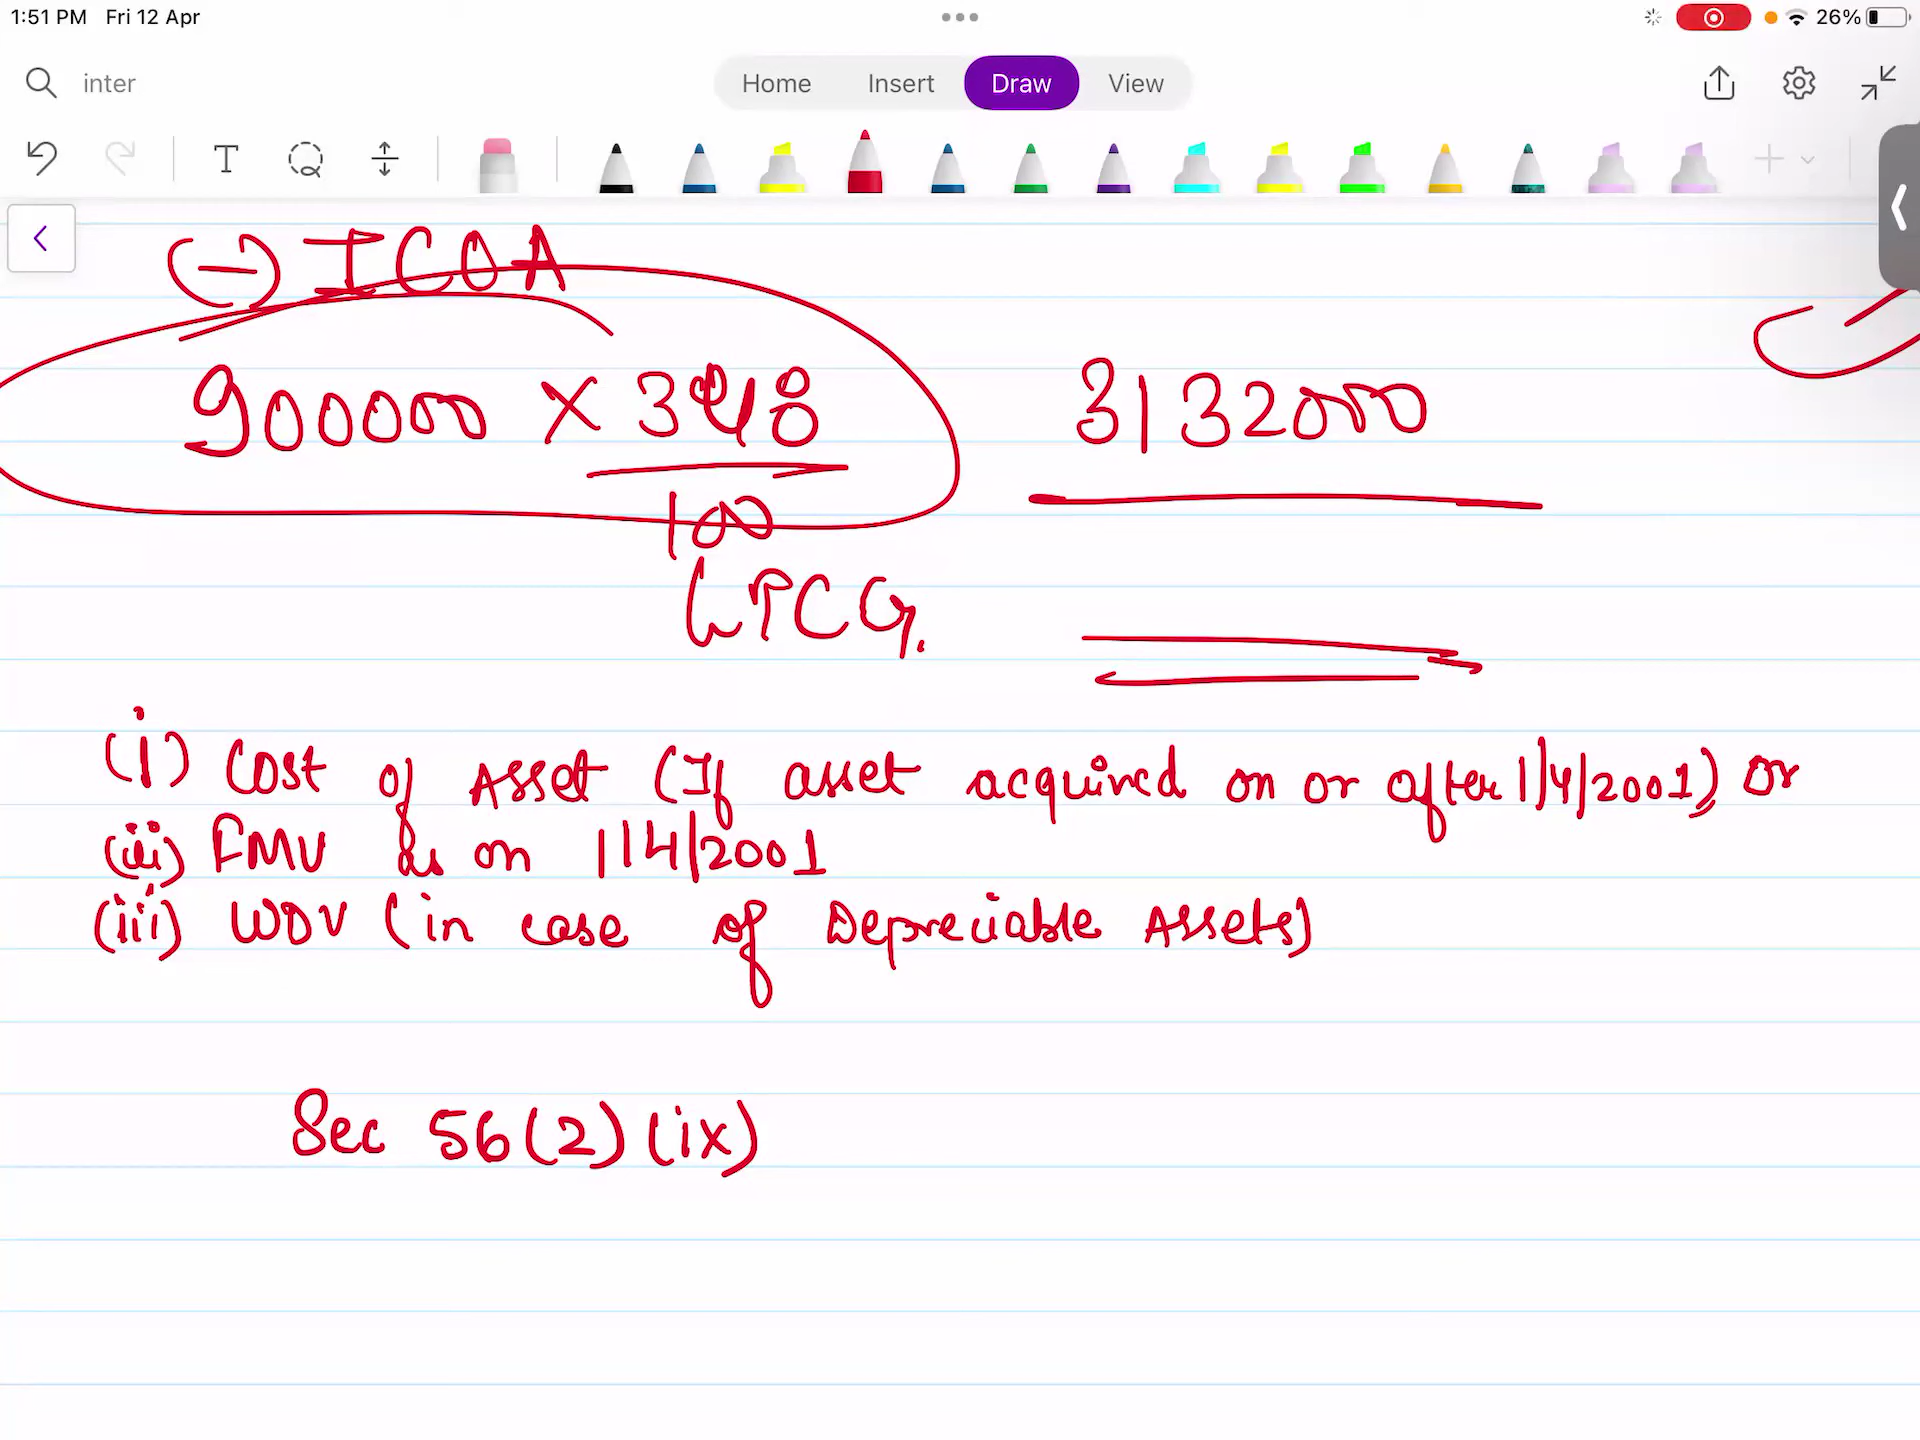 1:51 PM Fri 12 Apr
26%
inter
Home Insert Draw View
T
(-) ICOA
900000 × 348 3132000
100
LTCG.
(i) Cost of Asset (If asset acquired on or after 1/4/2001) or
(ii) FMV as on 1/4/2001
(iii) WDV (in case of Depreciable Assets)
Sec 56(2)(ix)